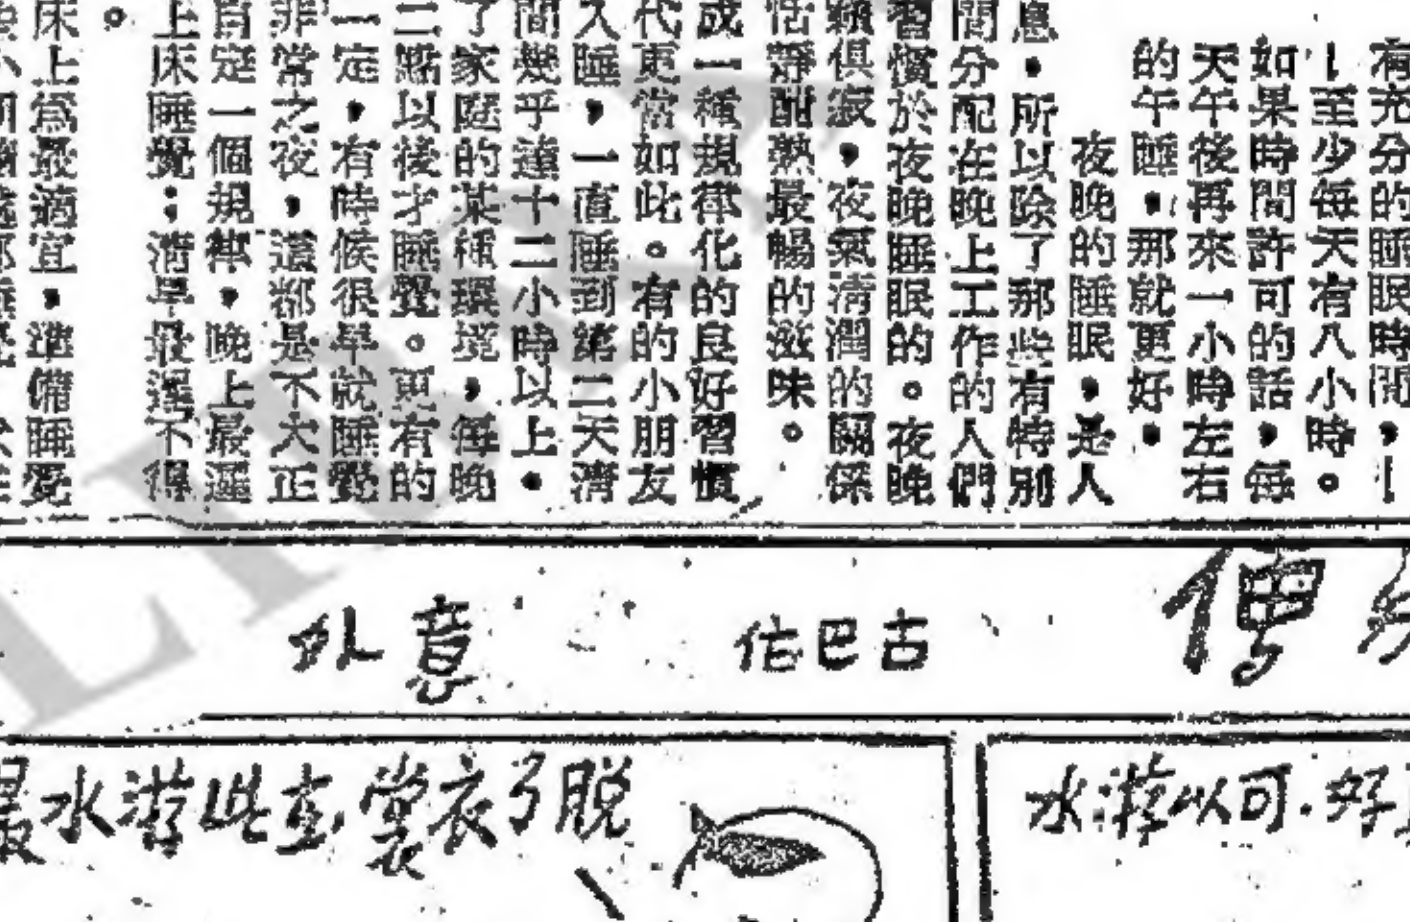 有充分的睡眠時間，—
—至少每天有八小時。
如果時間許可的話，每
天午後再來一小時左右
的午睡，那就更好。
夜晚的睡眠，是人
息。所以除了那些有特別
間分配在晚上工作的人們
習慣於夜晚睡眠的。夜晚
籟俱寂，夜氣清潤的關係
恬靜酣熟最暢的滋味。
成一種規律化的良好習慣
代更當如此。有的小朋友
入睡，一直睡到第二天清
間幾乎達十二小時以上。
了家庭的某種環境，每晚
二點以後才睡覺。更有的
一定，有時候很早就睡覺
非常之夜，這都是不大正
自定一個規律，晚上最遲
上床睡覺；清早最遲不得
。
床上為最適宜，準備睡覺
意外
古巴作
水游以可·好
最水游此在裳衣了脱
LIB